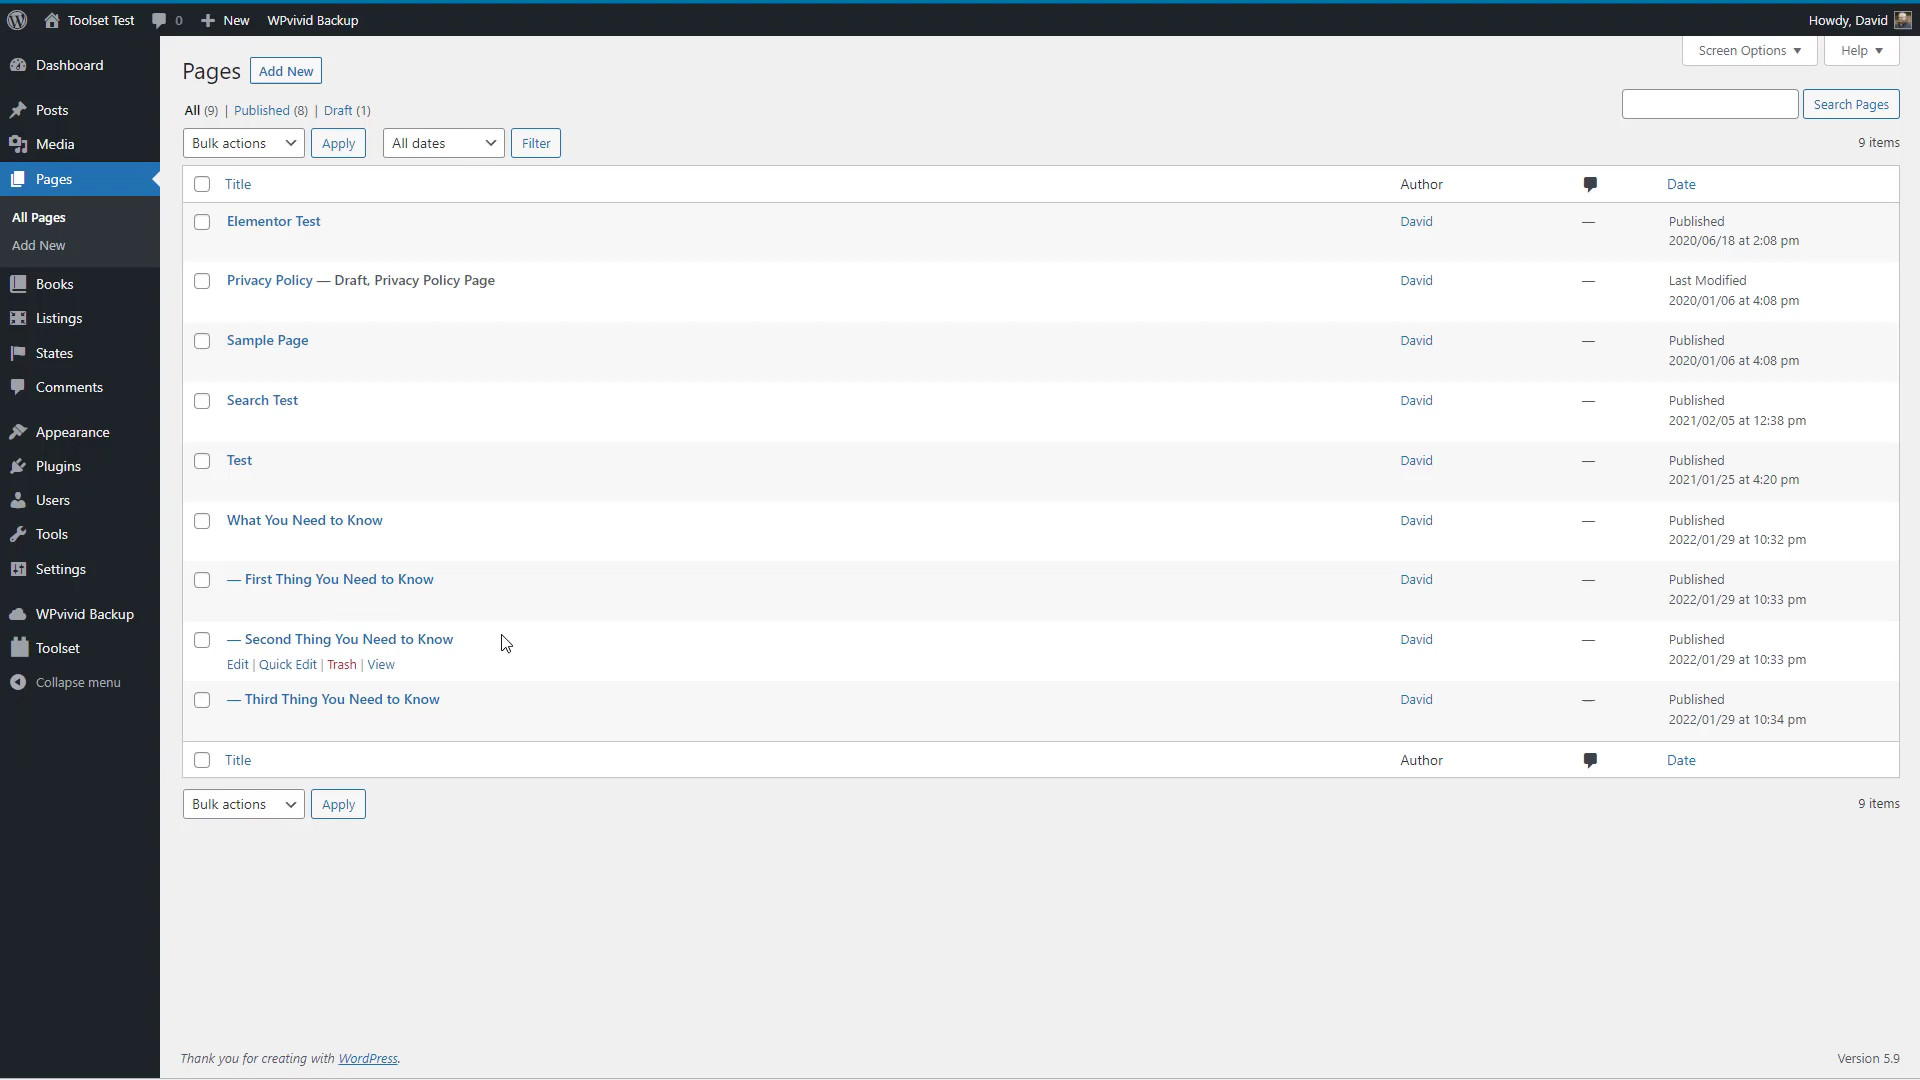 Toolset Test 0 New WPvivid Backup Howdy, David
Dashboard
Posts
Media
Pages
All Pages
Add New
Books
Listings
States
Comments
Appearance
Plugins
Users
Tools
Settings
WPvivid Backup
Toolset
Collapse menu
Screen Options Help
Pages Add New
All (9) | Published (8) | Draft (1)
Search Pages
Bulk actions Apply All dates Filter 9 items
Title Author Date
Elementor Test David — Published
2020/06/18 at 2:08 pm
Privacy Policy — Draft, Privacy Policy Page David — Last Modified
2020/01/06 at 4:08 pm
Sample Page David — Published
2020/01/06 at 4:08 pm
Search Test David — Published
2021/02/05 at 12:38 pm
Test David — Published
2021/01/25 at 4:20 pm
What You Need to Know David — Published
2022/01/29 at 10:32 pm
— First Thing You Need to Know David — Published
2022/01/29 at 10:33 pm
— Second Thing You Need to Know David — Published
Edit | Quick Edit | Trash | View 2022/01/29 at 10:33 pm
— Third Thing You Need to Know David — Published
2022/01/29 at 10:34 pm
Title Author Date
Bulk actions Apply 9 items
Thank you for creating with WordPress. Version 5.9